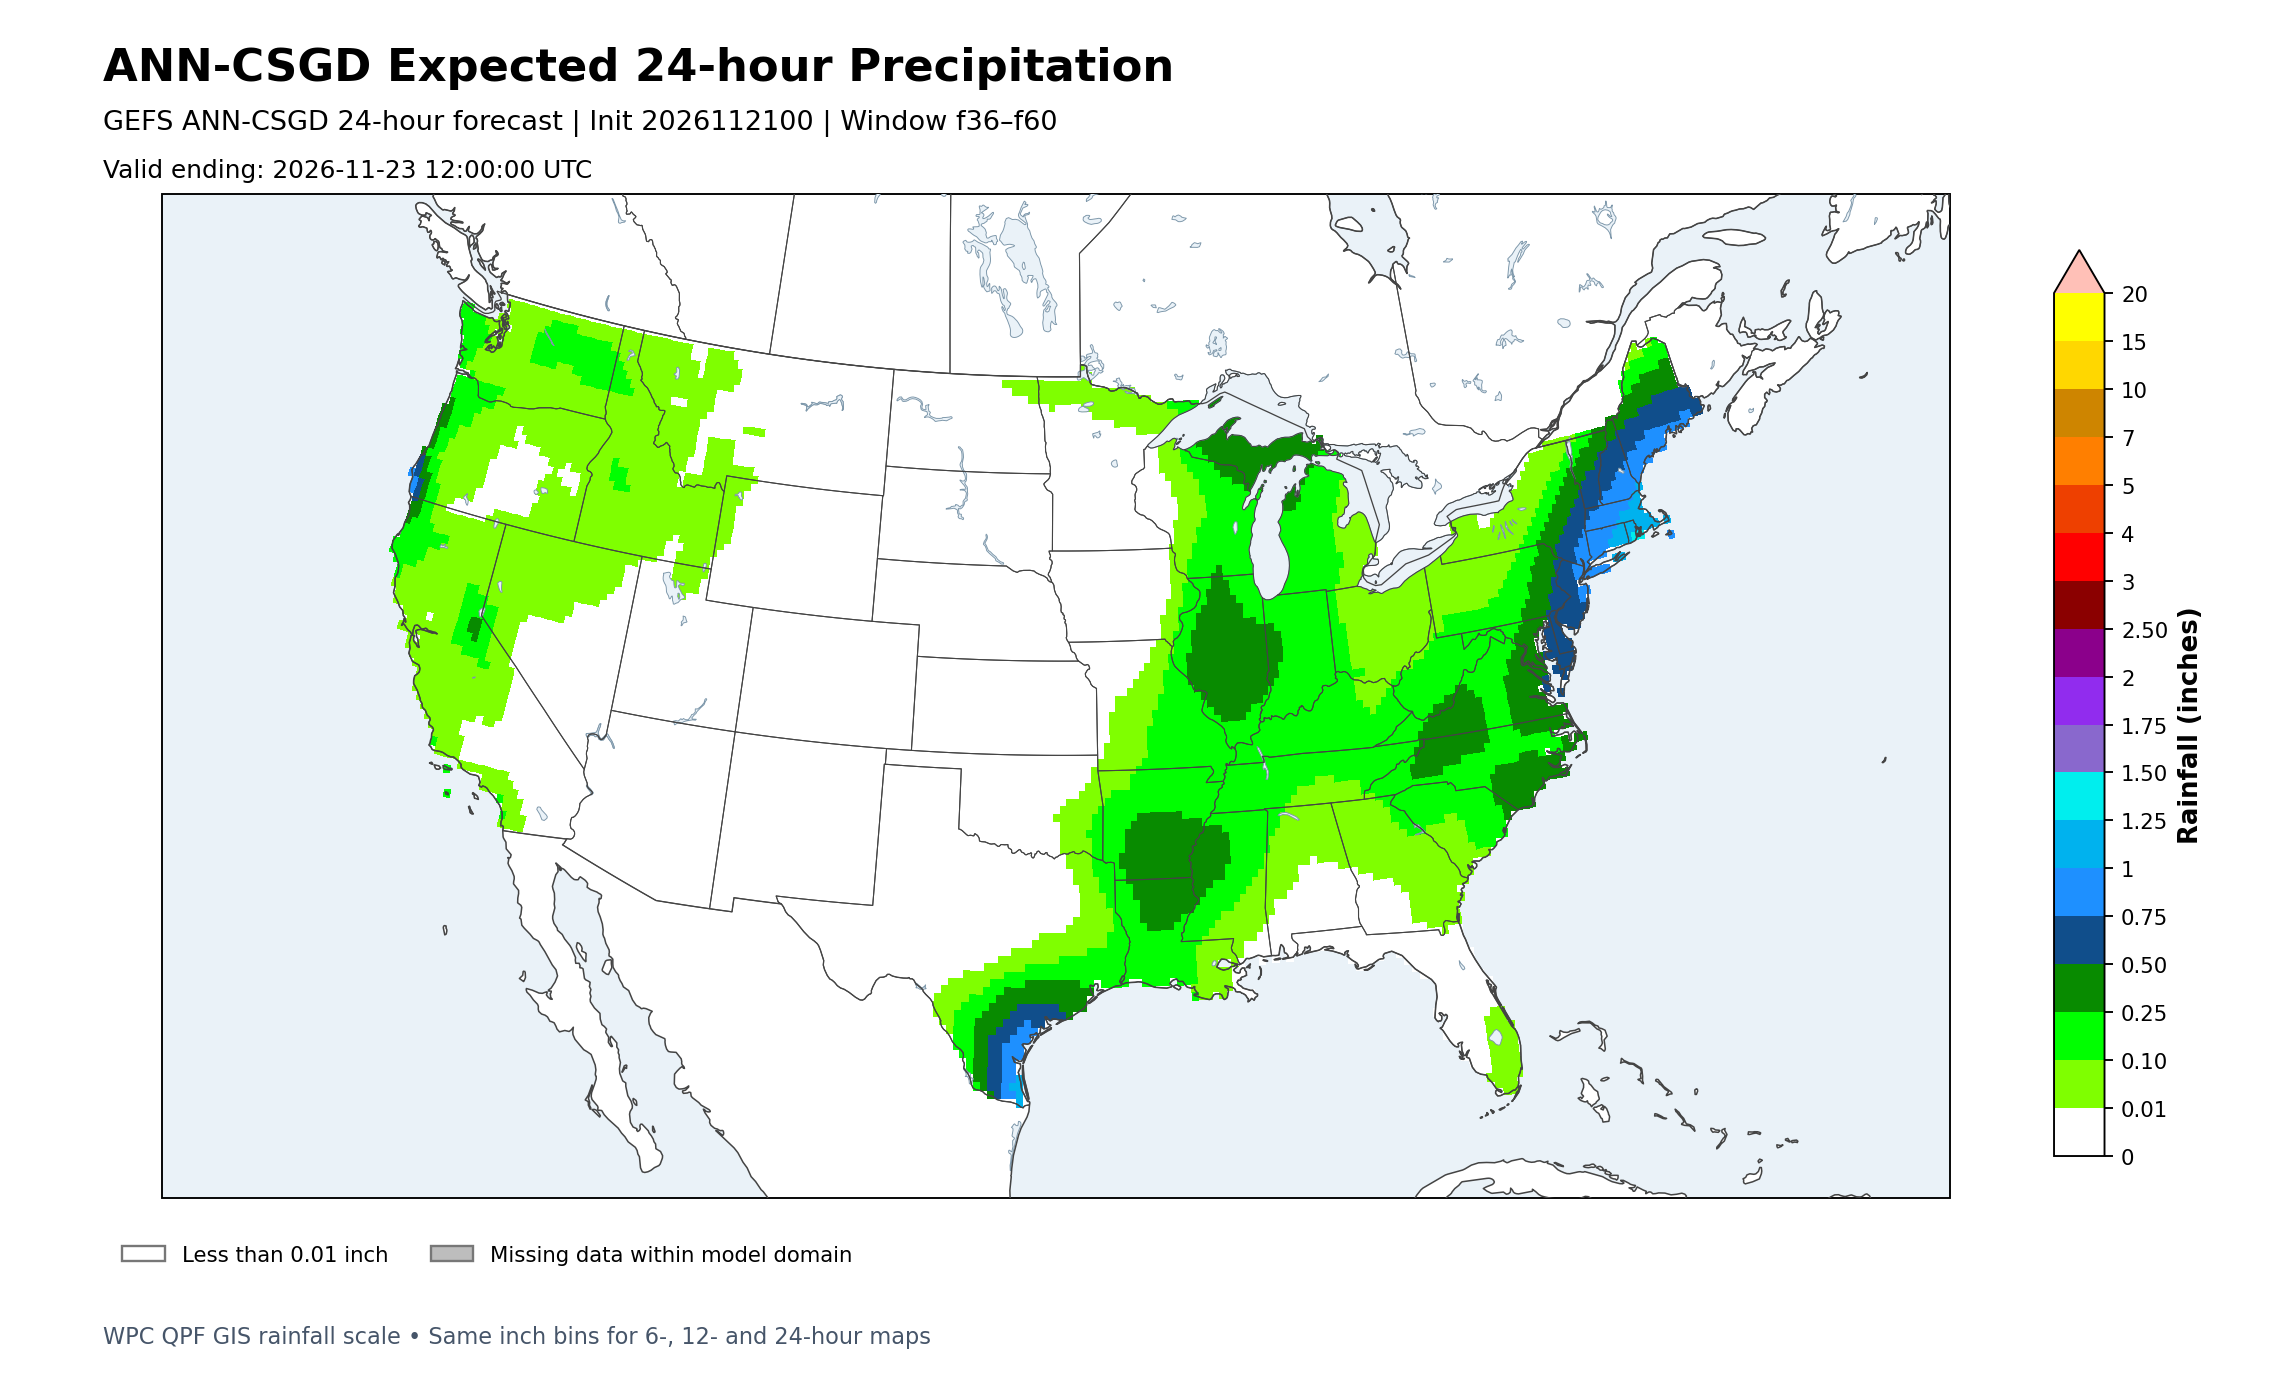 ANN-CSGD Expected 24-hour Precipitation
GEFS ANN-CSGD 24-hour forecast | Init 2026112100 | Window f36–f60
Valid ending: 2026-11-23 12:00:00 UTC
20
15
10
7
5
4
3
2.50
2
1.75
1.50
1.25
1
0.75
0.50
0.25
0.10
0.01
0
Rainfall (inches)
Less than 0.01 inch
Missing data within model domain
WPC QPF GIS rainfall scale • Same inch bins for 6-, 12- and 24-hour maps